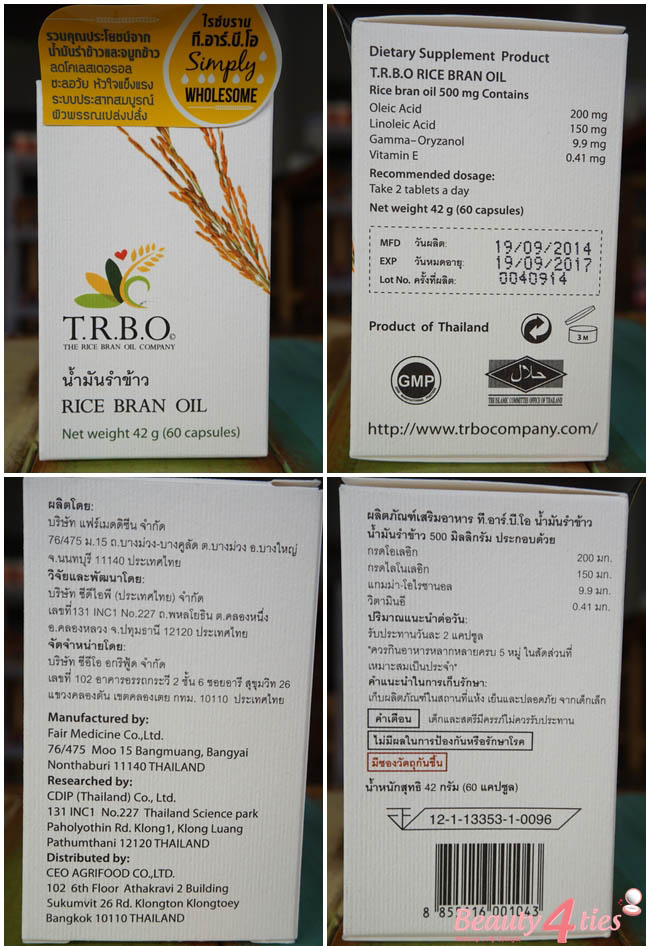 รวมคุณประโยชน์จาก
น้ำมันรำข้าวและจมูกข้าว
ลดโคเลสเตอรอล
ชะลอวัย หัวใจแข็งแรง
ระบบประสาทสมบูรณ์
ผิวพรรณเปล่งปลั่ง
ไรซ์บราน
ที.อาร์.บี.โอ
Simply
WHOLESOME
T.R.B.O©
THE RICE BRAN OIL COMPANY
น้ำมันรำข้าว
RICE BRAN OIL
Net weight 42 g (60 capsules)
Dietary Supplement Product
T.R.B.O RICE BRAN OIL
Rice bran oil 500 mg Contains
Oleic Acid 200 mg
Linoleic Acid 150 mg
Gamma-Oryzanol 9.9 mg
Vitamin E 0.41 mg
Recommended dosage:
Take 2 tablets a day
Net weight 42 g (60 capsules)
MFD วันผลิต: 19/09/2014
EXP วันหมดอายุ: 19/09/2017
Lot No. ครั้งที่ผลิต: 0040914
Product of Thailand
3 M
GMP
حلال
THE ISLAMIC COMMITTEE OFFICE OF THAILAND
http://www.trbocompany.com/
ผลิตโดย:
บริษัท แฟร์เมดดิซีน จำกัด
76/475 ม.15 ถ.บางม่วง-บางคูลัด ต.บางม่วง อ.บางใหญ่
จ.นนทบุรี 11140 ประเทศไทย
วิจัยและพัฒนาโดย:
บริษัท ซีดีไอพี (ประเทศไทย) จำกัด
เลขที่131 INC1 No.227 ถ.พหลโยธิน ต.คลองหนึ่ง
อ.คลองหลวง จ.ปทุมธานี 12120 ประเทศไทย
จัดจำหน่ายโดย:
บริษัท ซีอีโอ อกริฟู้ด จำกัด
เลขที่ 102 อาคารอรรถกระวี 2 ชั้น 6 ซอยอารี สุขุมวิท 26
แขวงคลองตัน เขตคลองเตย กทม. 10110 ประเทศไทย
Manufactured by:
Fair Medicine Co.,Ltd.
76/475 Moo 15 Bangmuang, Bangyai
Nonthaburi 11140 THAILAND
Researched by:
CDIP (Thailand) Co., Ltd.
131 INC1 No.227 Thailand Science park
Paholyothin Rd. Klong1, Klong Luang
Pathumthani 12120 THAILAND
Distributed by:
CEO AGRIFOOD CO.,LTD.
102 6th Floor Athakravi 2 Building
Sukumvit 26 Rd. Klongton Klongtoey
Bangkok 10110 THAILAND
ผลิตภัณฑ์เสริมอาหาร ที.อาร์.บี.โอ น้ำมันรำข้าว
น้ำมันรำข้าว 500 มิลลิกรัม ประกอบด้วย
กรดโอเลอิก 200 มก.
กรดไลโนเลอิก 150 มก.
แกมม่า-โอไรซานอล 9.9 มก.
วิตามินอี 0.41 มก.
ปริมาณแนะนำต่อวัน:
รับประทานวันละ 2 แคปซูล
*ควรกินอาหารหลากหลายครบ 5 หมู่ ในสัดส่วนที่
เหมาะสมเป็นประจำ*
คำแนะนำในการเก็บรักษา:
เก็บผลิตภัณฑ์ในสถานที่แห้ง เย็นและปลอดภัย จากเด็กเล็ก
คำเตือน เด็กและสตรีมีครรภ์ไม่ควรรับประทาน
ไม่มีผลในการป้องกันหรือรักษาโรค
มีซองวัตถุกันชื้น
น้ำหนักสุทธิ 42 กรัม (60 แคปซูล)
12-1-13353-1-0096
Beauty4ties